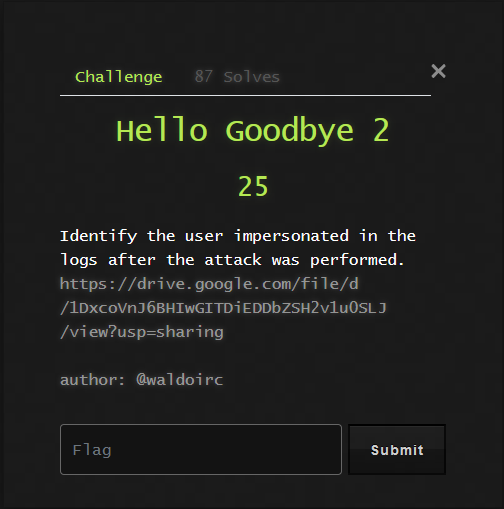 Challenge
87 Solves
×
Hello Goodbye 2
25
Identify the user impersonated in the
logs after the attack was performed.
https://drive.google.com/file/d
/1DxcoVnJ6BHIwGITDiEDDbZSH2v1u0SLJ
/view?usp=sharing
author: @waldoirc
Flag
Submit